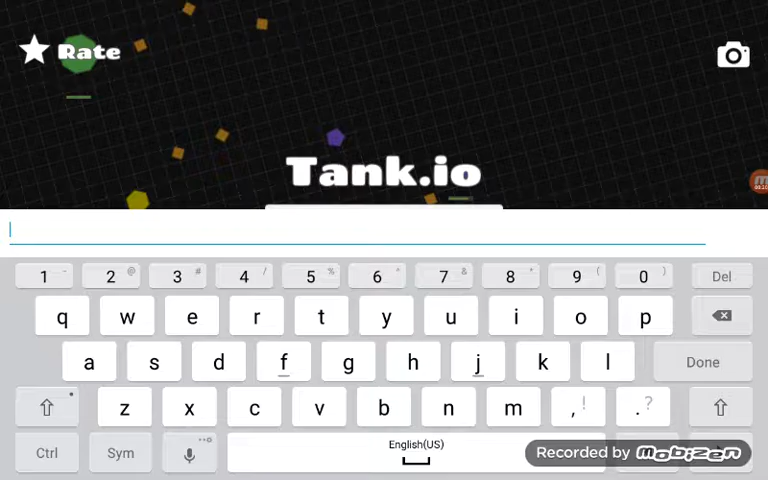 Rate
Tank.io
1 - 2 @ 3 # 4 / 5 % 6 ^ 7 & 8 * 9 ( 0 ) Del
q w e r t y u i o p
a s d f g h j k l Done
z x c v b n m , ! . ?
Ctrl Sym English(US)
Recorded by mobizen